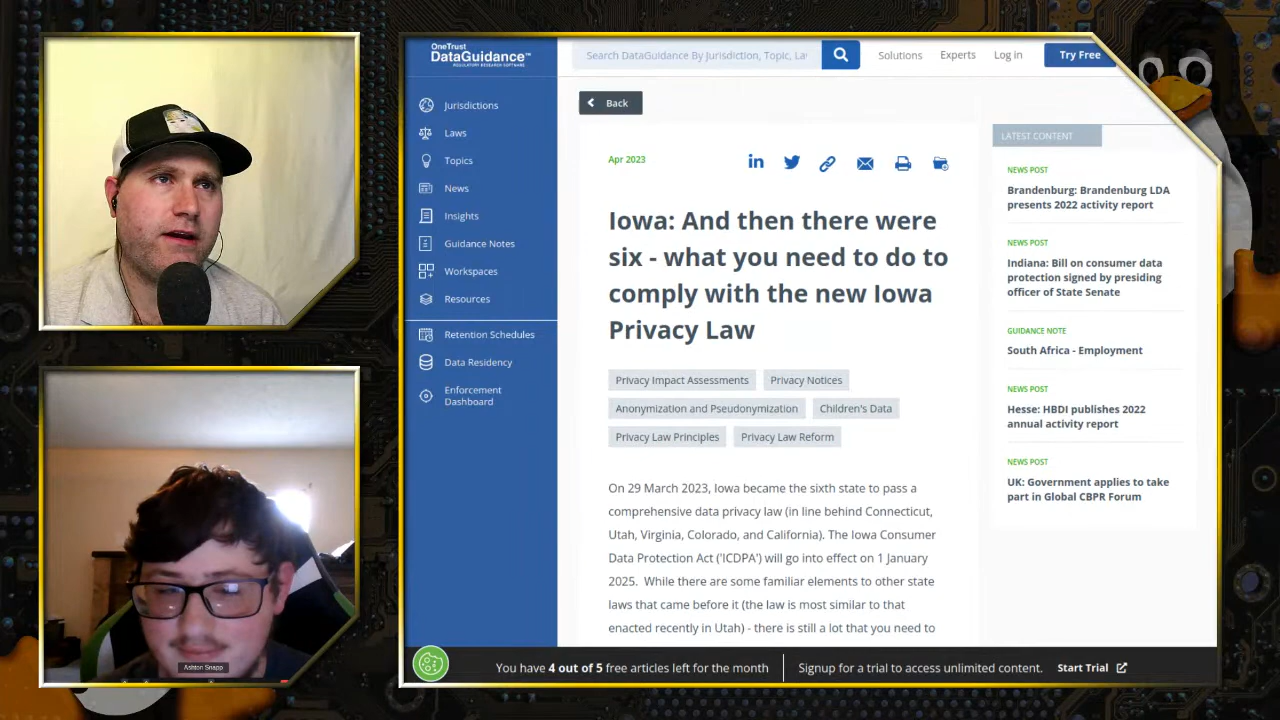 OneTrust
DataGuidance™
REGULATORY RESEARCH SOFTWARE
Search DataGuidance By Jurisdiction, Topic, La
Solutions
Experts
Log in
Try Free
Jurisdictions
Laws
Topics
News
Insights
Guidance Notes
Workspaces
Resources
Retention Schedules
Data Residency
Enforcement
Dashboard
Back
Apr 2023
Iowa: And then there were
six - what you need to do to
comply with the new Iowa
Privacy Law
Privacy Impact Assessments
Privacy Notices
Anonymization and Pseudonymization
Children's Data
Privacy Law Principles
Privacy Law Reform
On 29 March 2023, Iowa became the sixth state to pass a
comprehensive data privacy law (in line behind Connecticut,
Utah, Virginia, Colorado, and California). The Iowa Consumer
Data Protection Act ('ICDPA') will go into effect on 1 January
2025. While there are some familiar elements to other state
laws that came before it (the law is most similar to that
enacted recently in Utah) - there is still a lot that you need to
LATEST CONTENT
NEWS POST
Brandenburg: Brandenburg LDA
presents 2022 activity report
NEWS POST
Indiana: Bill on consumer data
protection signed by presiding
officer of State Senate
GUIDANCE NOTE
South Africa - Employment
NEWS POST
Hesse: HBDI publishes 2022
annual activity report
NEWS POST
UK: Government applies to take
part in Global CBPR Forum
You have 4 out of 5 free articles left for the month
Signup for a trial to access unlimited content.
Start Trial
Ashton Snapp